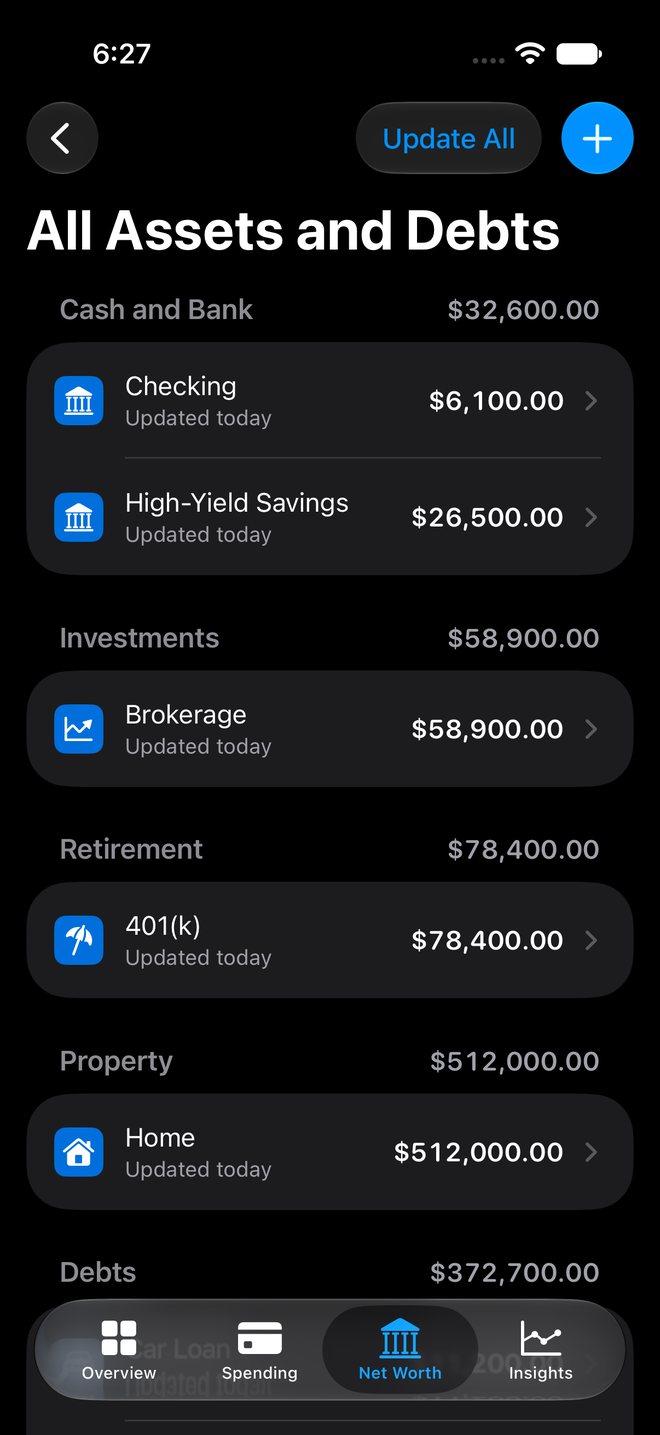 6:27
Update All
All Assets and Debts
Cash and Bank $32,600.00
Checking
Updated today
$6,100.00
High-Yield Savings
Updated today
$26,500.00
Investments $58,900.00
Brokerage
Updated today
$58,900.00
Retirement $78,400.00
401(k)
Updated today
$78,400.00
Property $512,000.00
Home
Updated today
$512,000.00
Debts $372,700.00
Car Loan
Overview
Spending
Net Worth
Insights